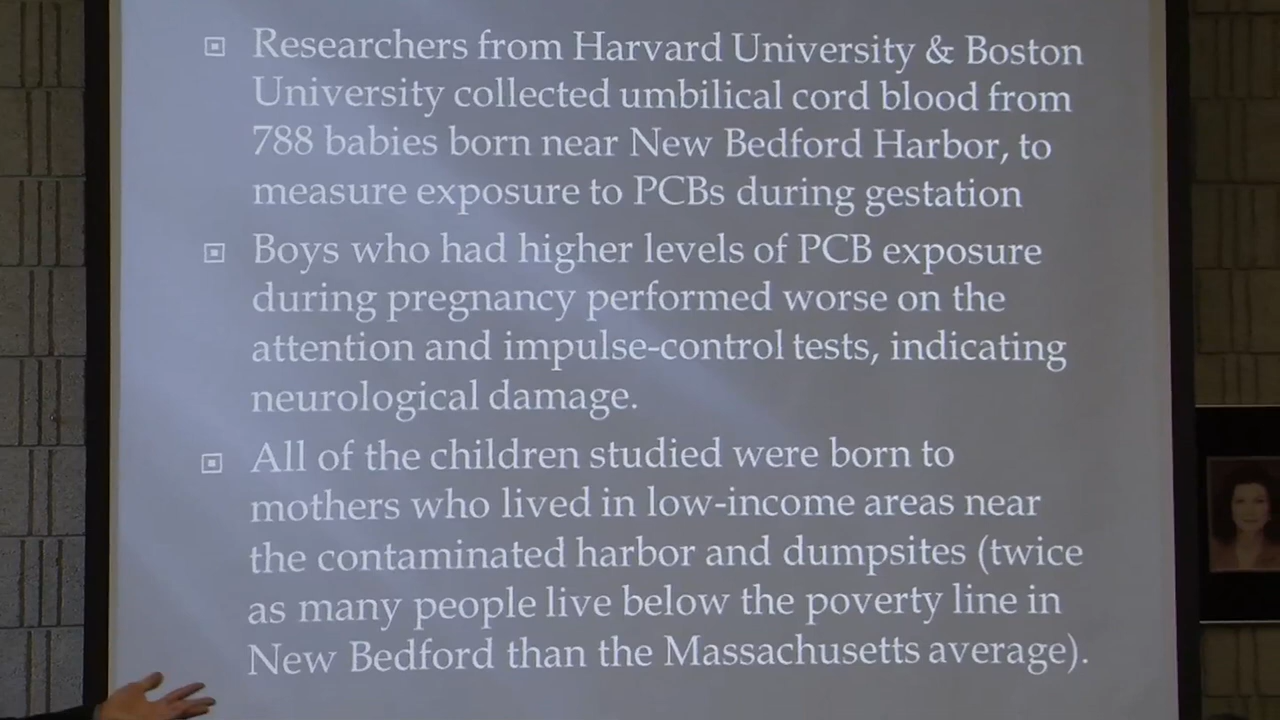 Researchers from Harvard University & Boston
University collected umbilical cord blood from
788 babies born near New Bedford Harbor, to
measure exposure to PCBs during gestation
Boys who had higher levels of PCB exposure
during pregnancy performed worse on the
attention and impulse-control tests, indicating
neurological damage.
All of the children studied were born to
mothers who lived in low-income areas near
the contaminated harbor and dumpsites (twice
as many people live below the poverty line in
New Bedford than the Massachusetts average).